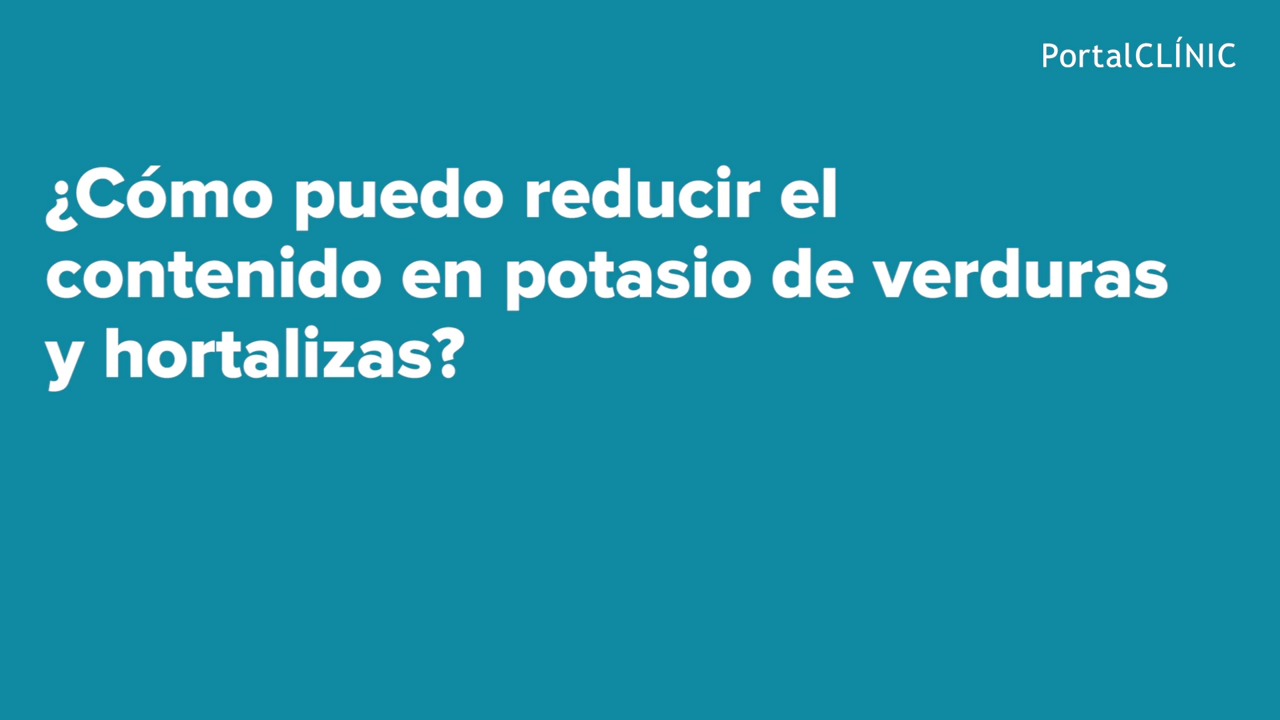 PortalCLÍNIC
¿Cómo puedo reducir el
contenido en potasio de verduras
y hortalizas?